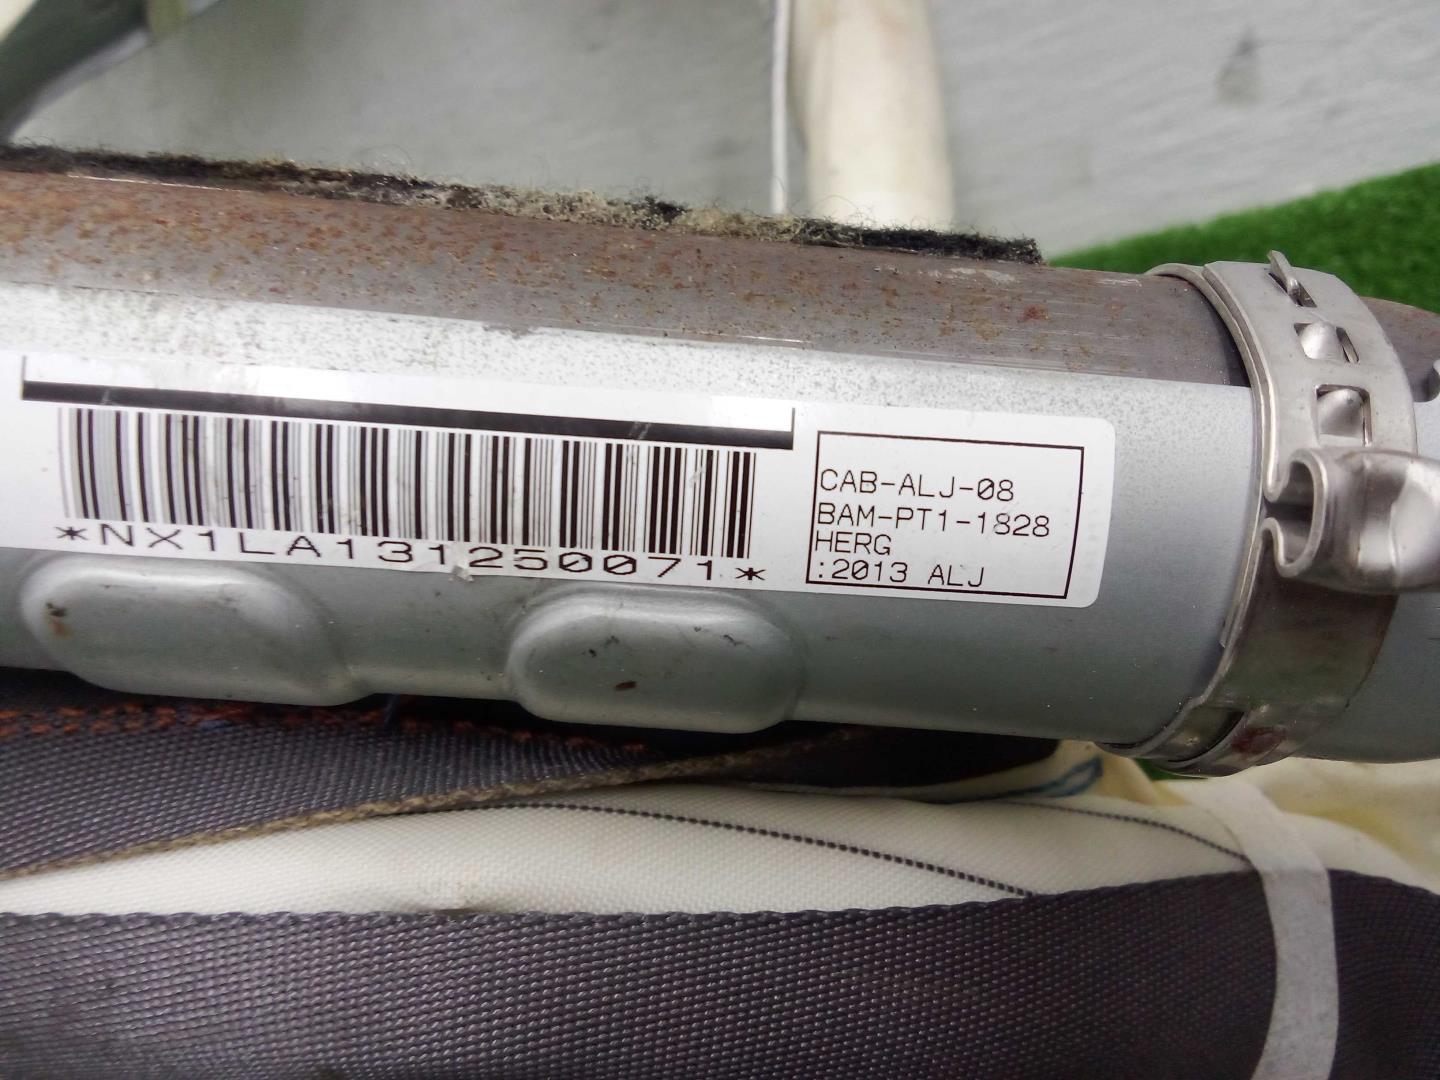 *NX1LA131250071*
CAB-ALJ-08
BAM-PT1-1828
HERG
:2013 ALJ